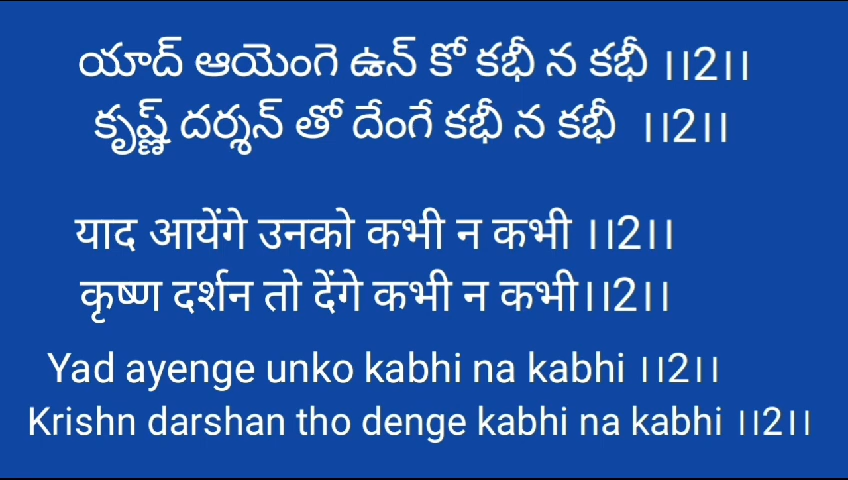 యాద్ ఆయెంగె ఉన్ కో కభీ న కభీ ।।2।।
కృష్ణ్ దర్శన్ తో దేంగే కభీ న కభీ ।।2।।
याद आयेंगे उनको कभी न कभी ।।2।।
कृष्ण दर्शन तो देंगे कभी न कभी।।2।।
Yad ayenge unko kabhi na kabhi ।।2।।
Krishn darshan tho denge kabhi na kabhi ।।2।।